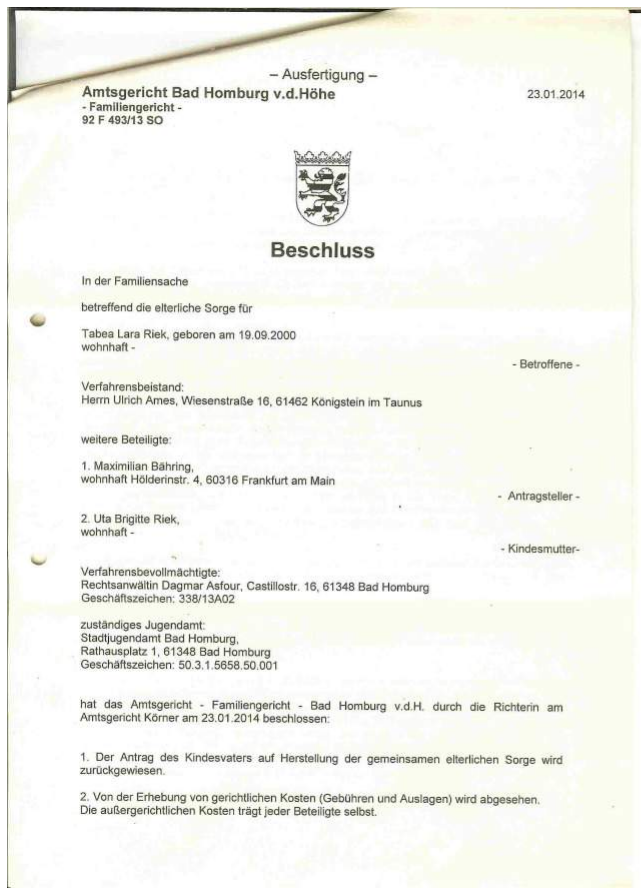 – Ausfertigung –
Amtsgericht Bad Homburg v.d.Höhe
23.01.2014
- Familiengericht -
92 F 493/13 SO
Beschluss
In der Familiensache
betreffend die elterliche Sorge für
Tabea Lara Riek, geboren am 19.09.2000
wohnhaft -
- Betroffene -
Verfahrensbeistand:
Herrn Ulrich Ames, Wiesenstraße 16, 61462 Königstein im Taunus
weitere Beteiligte:
1. Maximilian Bähring,
wohnhaft Hölderinstr. 4, 60316 Frankfurt am Main
- Antragsteller -
2. Uta Brigitte Riek,
wohnhaft -
- Kindesmutter-
Verfahrensbevollmächtigte:
Rechtsanwältin Dagmar Asfour, Castillostr. 16, 61348 Bad Homburg
Geschäftszeichen: 338/13A02
zuständiges Jugendamt:
Stadtjugendamt Bad Homburg,
Rathausplatz 1, 61348 Bad Homburg
Geschäftszeichen: 50.3.1.5658.50.001
hat das Amtsgericht - Familiengericht - Bad Homburg v.d.H. durch die Richterin am
Amtsgericht Körner am 23.01.2014 beschlossen:
1. Der Antrag des Kindesvaters auf Herstellung der gemeinsamen elterlichen Sorge wird
zurückgewiesen.
2. Von der Erhebung von gerichtlichen Kosten (Gebühren und Auslagen) wird abgesehen.
Die außergerichtlichen Kosten trägt jeder Beteiligte selbst.